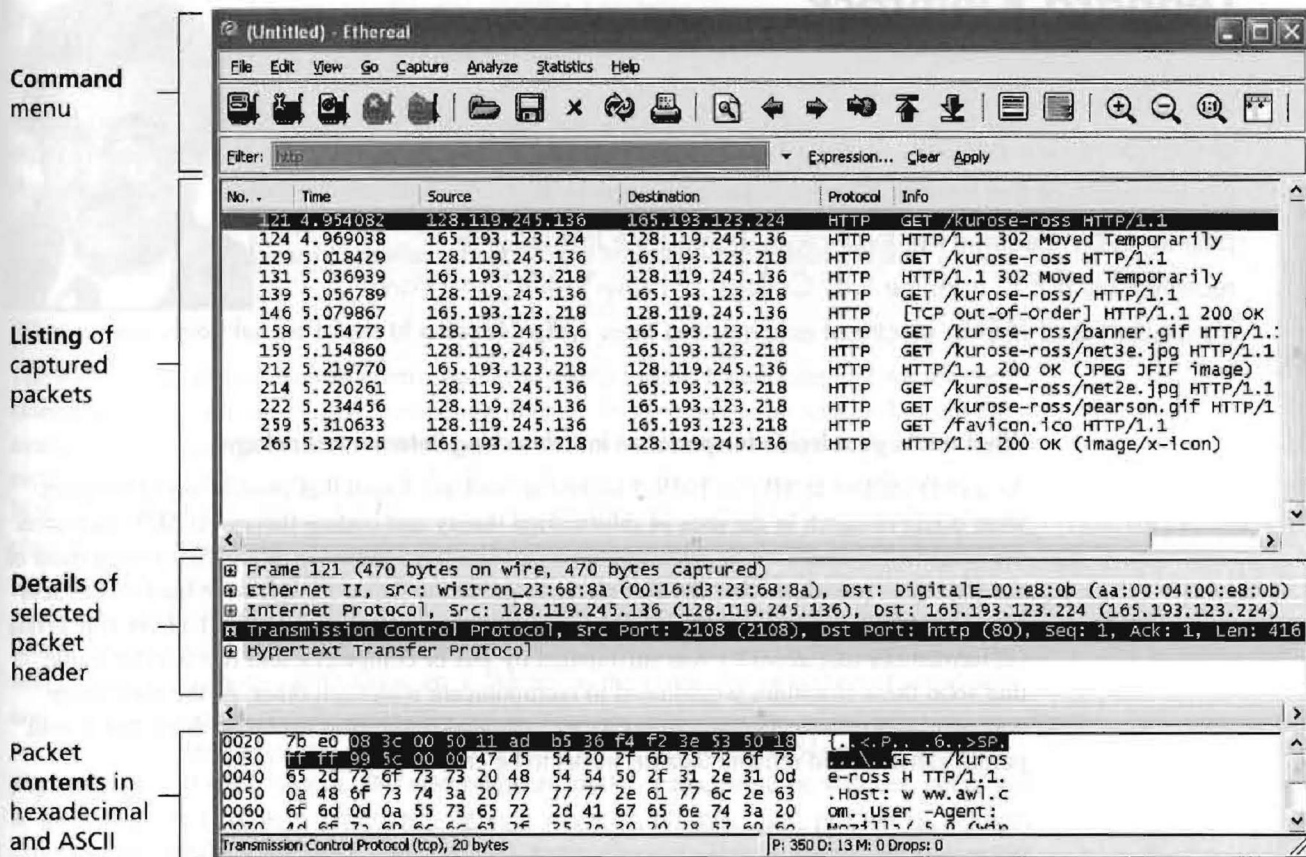 (Untitled) - Ethereal
File Edit View Go Capture Analyze Statistics Help
Command
menu
Filter: http Expression... Clear Apply
No. Time Source Destination Protocol Info
121 4.954082 128.119.245.136 165.193.123.224 HTTP GET /kurose-ross HTTP/1.1
124 4.969038 165.193.123.224 128.119.245.136 HTTP HTTP/1.1 302 Moved Temporarily
129 5.018429 128.119.245.136 165.193.123.218 HTTP GET /kurose-ross HTTP/1.1
131 5.036939 165.193.123.218 128.119.245.136 HTTP HTTP/1.1 302 Moved Temporarily
139 5.056789 128.119.245.136 165.193.123.218 HTTP GET /kurose-ross/ HTTP/1.1
146 5.079867 165.193.123.218 128.119.245.136 HTTP [TCP Out-Of-Order] HTTP/1.1 200 OK
158 5.154773 128.119.245.136 165.193.123.218 HTTP GET /kurose-ross/banner.gif HTTP/1.
159 5.154860 128.119.245.136 165.193.123.218 HTTP GET /kurose-ross/net3e.jpg HTTP/1.1
212 5.219770 165.193.123.218 128.119.245.136 HTTP HTTP/1.1 200 OK (JPEG JFIF image)
214 5.220261 128.119.245.136 165.193.123.218 HTTP GET /kurose-ross/net2e.jpg HTTP/1.1
222 5.234456 128.119.245.136 165.193.123.218 HTTP GET /kurose-ross/pearson.gif HTTP/1
259 5.310633 128.119.245.136 165.193.123.218 HTTP GET /favicon.ico HTTP/1.1
265 5.327526 165.193.123.218 128.119.245.136 HTTP HTTP/1.1 200 OK (image/x-icon)
Listing of
captured
packets
Frame 121 (470 bytes on wire, 470 bytes captured)
Ethernet II, Src: Wistron_23:68:8a (00:16:d3:23:68:8a), Dst: DigitalE_00:e8:0b (aa:00:04:00:e8:0b)
Internet Protocol, Src: 128.119.245.136 (128.119.245.136), Dst: 165.193.123.224 (165.193.123.224)
Transmission Control Protocol, Src Port: 2108 (2108), Dst Port: http (80), Seq: 1, Ack: 1, Len: 416
Hypertext Transfer Protocol
Details of
selected
packet
header
0020 7b e0 08 3c 00 50 11 ad b5 36 f4 f2 3e 53 50 18 {..<.P.. .6..>SP.
0030 ff ff 99 5c 00 00 47 45 54 20 2f 6b 75 72 6f 73 ...\..GE T /kuros
0040 65 2d 72 6f 73 73 20 48 54 54 50 2f 31 2e 31 0d e-ross H TTP/1.1.
0050 0a 48 6f 73 74 3a 20 77 77 77 2e 61 77 6c 2e 63 .Host: w ww.awl.c
0060 6f 6d 0d 0a 55 73 65 72 2d 41 67 65 6e 74 3a 20 om..User -Agent:
Packet
contents in
hexadecimal
and ASCII
Transmission Control Protocol (tcp), 20 bytes P: 350 D: 13 M: 0 Drops: 0